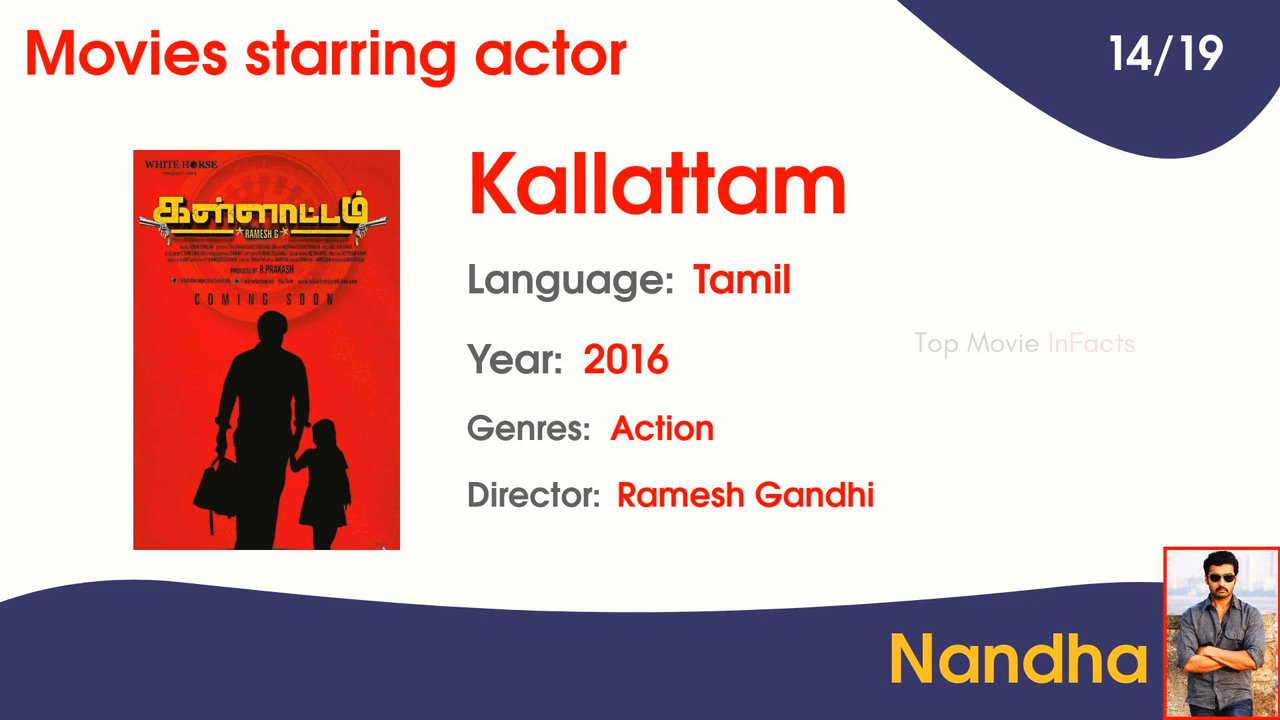 Movies starring actor
14/19
WHITE HORSE
கள்ளாட்டம்
RAMESH G
PRODUCED BY R.PRAKASH
COMING SOON
Kallattam
Language: Tamil
Year: 2016
Top Movie InFacts
Genres: Action
Director: Ramesh Gandhi
Nandha